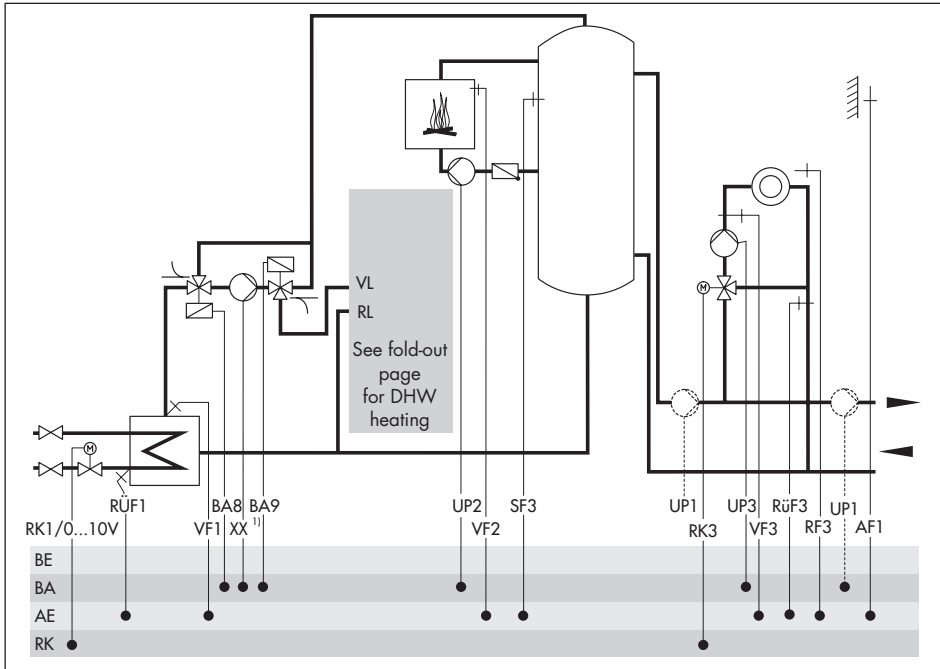 VL
RL
See fold-out
page
for DHW
heating
M
M
RK1/0...10V
RÜF1
VF1
BA8
XX 1)
BA9
UP2
VF2
SF3
UP1
RK3
UP3
VF3
RüF3
RF3
UP1
AF1
BE
BA
AE
RK